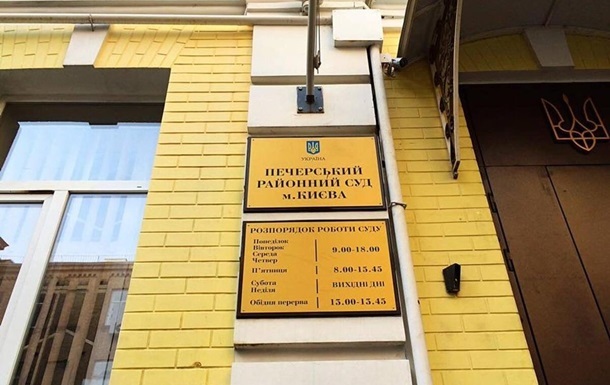 УКРАЇНА
ПЕЧЕРСЬКИЙ
РАЙОННИЙ СУД
м. КИЄВА
РОЗПОРЯДОК РОБОТИ СУДУ
Понеділок
Вівторок
Середа
Четвер
9.00-18.00
П'ятниця 8.00-15.45
Субота
Неділя
ВИХІДНІ ДНІ
Обідня перерва 13.00-13.45